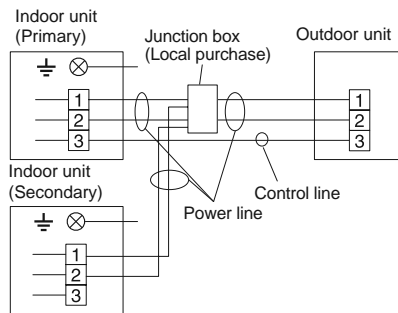 Indoor unit
(Primary)
Junction box
(Local purchase)
Outdoor unit
1
2
3
1
2
3
Indoor unit
(Secondary)
Power line
Control line
1
2
3